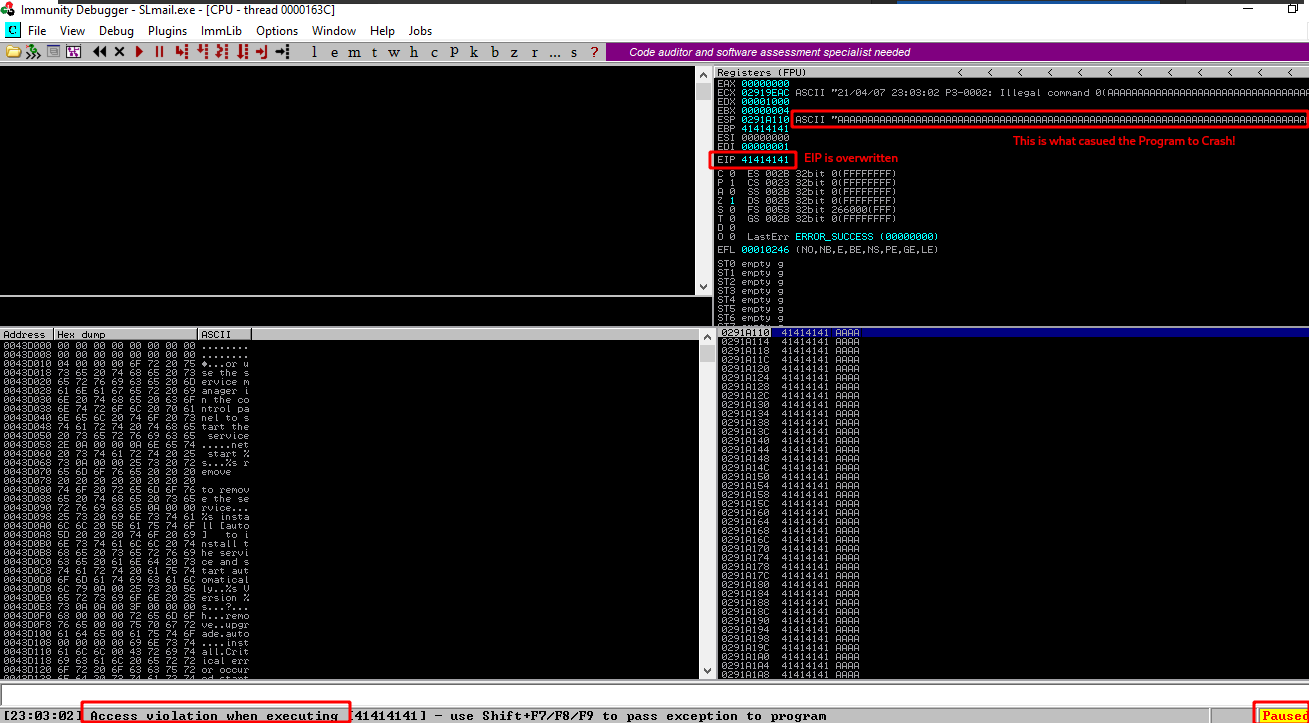 Immunity Debugger - SLmail.exe - [CPU - thread 0000163C]
C File View Debug Plugins ImmLib Options Window Help Jobs
l e m t w h c p k b z r ... s ? Code auditor and software assessment specialist needed
Registers (FPU) < < < < < < < < < < < <
EAX 00000000
ECX 02919EAC ASCII "21/04/07 23:03:02 P3-0002: Illegal command 0(AAAAAAAAAAAAAAAAAAAAAAAAAAAAAAAAA
EDX 00001000
EBX 00000004
ESP 0291A110 ASCII "AAAAAAAAAAAAAAAAAAAAAAAAAAAAAAAAAAAAAAAAAAAAAAAAAAAAAAAAAAAAAAAAAAAAAAAAAAAAAA
EBP 41414141
ESI 00000000
EDI 00000001
This is what casued the Program to Crash!
EIP 41414141 EIP is overwritten
C 0 ES 002B 32bit 0(FFFFFFFF)
P 1 CS 0023 32bit 0(FFFFFFFF)
A 0 SS 002B 32bit 0(FFFFFFFF)
Z 1 DS 002B 32bit 0(FFFFFFFF)
S 0 FS 0053 32bit 266000(FFF)
T 0 GS 002B 32bit 0(FFFFFFFF)
D 0
O 0 LastErr ERROR_SUCCESS (00000000)
EFL 00010246 (NO,NB,E,BE,NS,PE,GE,LE)
ST0 empty g
ST1 empty g
ST2 empty g
ST3 empty g
ST4 empty g
ST5 empty g
ST6 empty g
Address Hex dump ASCII
0043D000 00 00 00 00 00 00 00 00 ........
0043D008 00 00 00 00 00 00 00 00 ........
0043D010 04 00 00 00 6F 72 20 75 ♦...or u
0043D018 73 65 20 74 68 65 20 73 se the s
0043D020 65 72 76 69 63 65 20 6D ervice m
0043D028 61 6E 61 67 65 72 20 69 anager i
0043D030 6E 20 74 68 65 20 63 6F n the co
0043D038 6E 74 72 6F 6C 20 70 61 ntrol pa
0043D040 6E 65 6C 20 74 6F 20 73 nel to s
0043D048 74 61 72 74 20 74 68 65 tart the
0043D050 20 73 65 72 76 69 63 65 service
0043D058 2E 0A 00 00 0A 6E 65 74 .....net
0043D060 20 73 74 61 72 74 20 25 start %
0043D068 73 0A 00 00 25 73 20 72 s...%s r
0043D070 65 6D 6F 76 65 20 20 20 emove
0043D078 20 20 20 20 20 20 20 20
0043D080 74 6F 20 72 65 6D 6F 76 to remov
0043D088 65 20 74 68 65 20 73 65 e the se
0043D090 72 76 69 63 65 0A 00 00 rvice...
0043D098 25 73 20 69 6E 73 74 61 %s insta
0043D0A0 6C 6C 20 5B 61 75 74 6F ll [auto
0043D0A8 5D 20 20 20 74 6F 20 69 ] to i
0043D0B0 6E 73 74 61 6C 6C 20 74 nstall t
0043D0B8 68 65 20 73 65 72 76 69 he servi
0043D0C0 63 65 20 61 6E 64 20 73 ce and s
0043D0C8 74 61 72 74 20 61 75 74 tart aut
0043D0D0 6F 6D 61 74 69 63 61 6C omatical
0043D0D8 6C 79 0A 00 25 73 20 56 ly..%s V
0043D0E0 65 72 73 69 6F 6E 20 25 ersion %
0043D0E8 73 0A 0A 00 3F 00 00 00 s...?...
0043D0F0 68 00 00 00 72 65 6D 6F h...remo
0043D0F8 76 65 00 00 75 70 67 72 ve..upgr
0043D100 61 64 65 00 61 75 74 6F ade.auto
0043D108 00 00 00 00 69 6E 73 74 ....inst
0043D110 61 6C 6C 00 43 72 69 74 all.Crit
0043D118 69 63 61 6C 20 65 72 72 ical err
0043D120 6F 72 20 6F 63 63 75 72 or occur
0291A110 41414141 AAAA
0291A114 41414141 AAAA
0291A118 41414141 AAAA
0291A11C 41414141 AAAA
0291A120 41414141 AAAA
0291A124 41414141 AAAA
0291A128 41414141 AAAA
0291A12C 41414141 AAAA
0291A130 41414141 AAAA
0291A134 41414141 AAAA
0291A138 41414141 AAAA
0291A13C 41414141 AAAA
0291A140 41414141 AAAA
0291A144 41414141 AAAA
0291A148 41414141 AAAA
0291A14C 41414141 AAAA
0291A150 41414141 AAAA
0291A154 41414141 AAAA
0291A158 41414141 AAAA
0291A15C 41414141 AAAA
0291A160 41414141 AAAA
0291A164 41414141 AAAA
0291A168 41414141 AAAA
0291A16C 41414141 AAAA
0291A170 41414141 AAAA
0291A174 41414141 AAAA
0291A178 41414141 AAAA
0291A17C 41414141 AAAA
0291A180 41414141 AAAA
0291A184 41414141 AAAA
0291A188 41414141 AAAA
0291A18C 41414141 AAAA
0291A190 41414141 AAAA
0291A194 41414141 AAAA
0291A198 41414141 AAAA
0291A19C 41414141 AAAA
0291A1A0 41414141 AAAA
0291A1A4 41414141 AAAA
0291A1A8 41414141 AAAA
[23:03:02] Access violation when executing [41414141] - use Shift+F7/F8/F9 to pass exception to program Paused